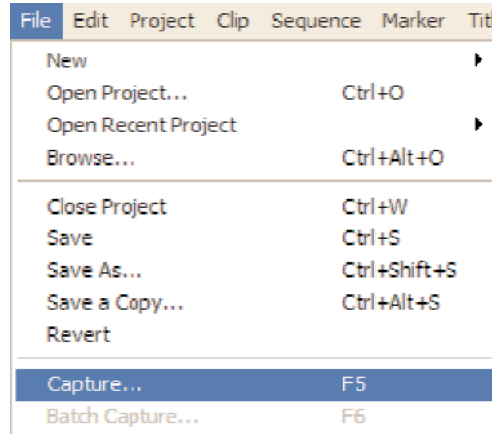 File Edit Project Clip Sequence Marker Titl
New
Open Project... Ctrl+O
Open Recent Project
Browse... Ctrl+Alt+O
Close Project Ctrl+W
Save Ctrl+S
Save As... Ctrl+Shift+S
Save a Copy... Ctrl+Alt+S
Revert
Capture... F5
Batch Capture... F6